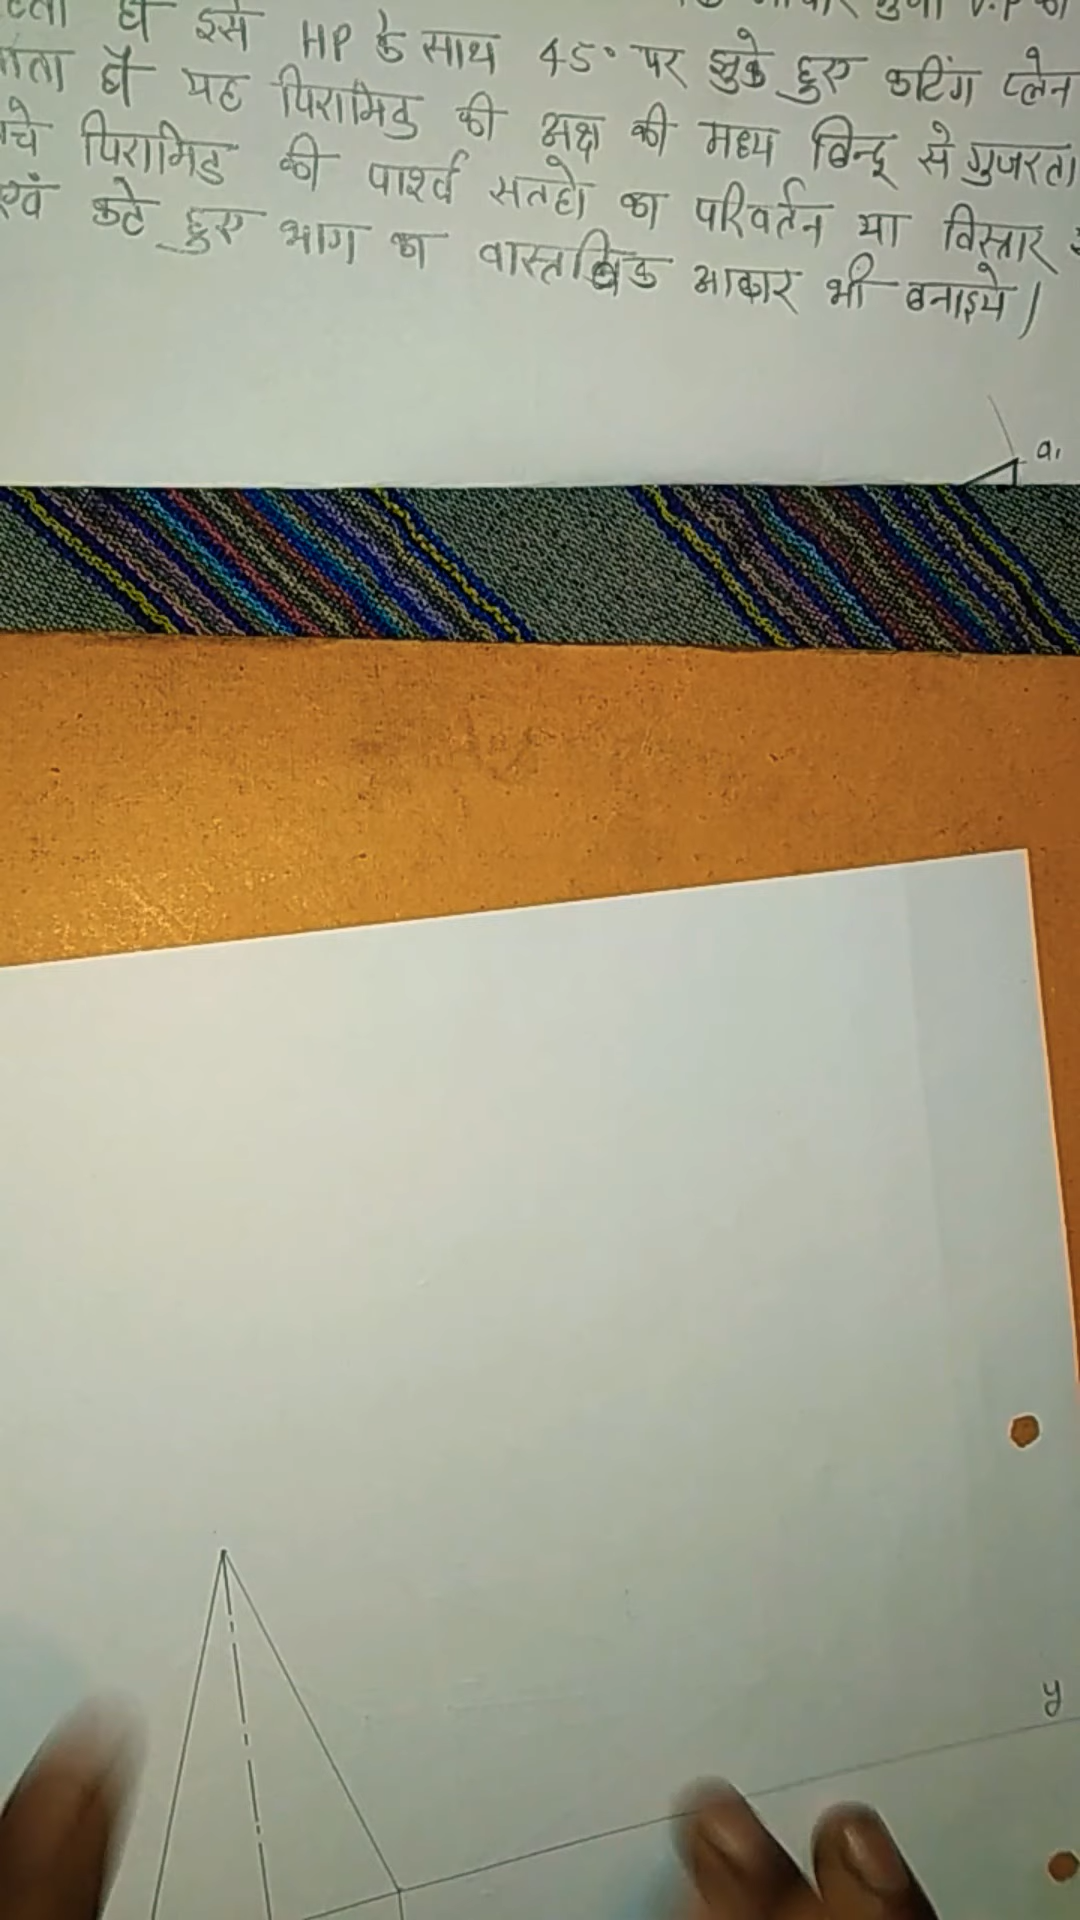 इसे HP के साथ 45° पर झुके हुए कटिंग प्लेन
है यह पिरामिड की अक्ष की मध्य बिन्दू से गुजरता
पिरामिड की पार्श्व सतहो का परिवर्तन या विस्तार
एवं कटे हुए भाग का वास्तविक आकार भी बनाइये।
a₁
y